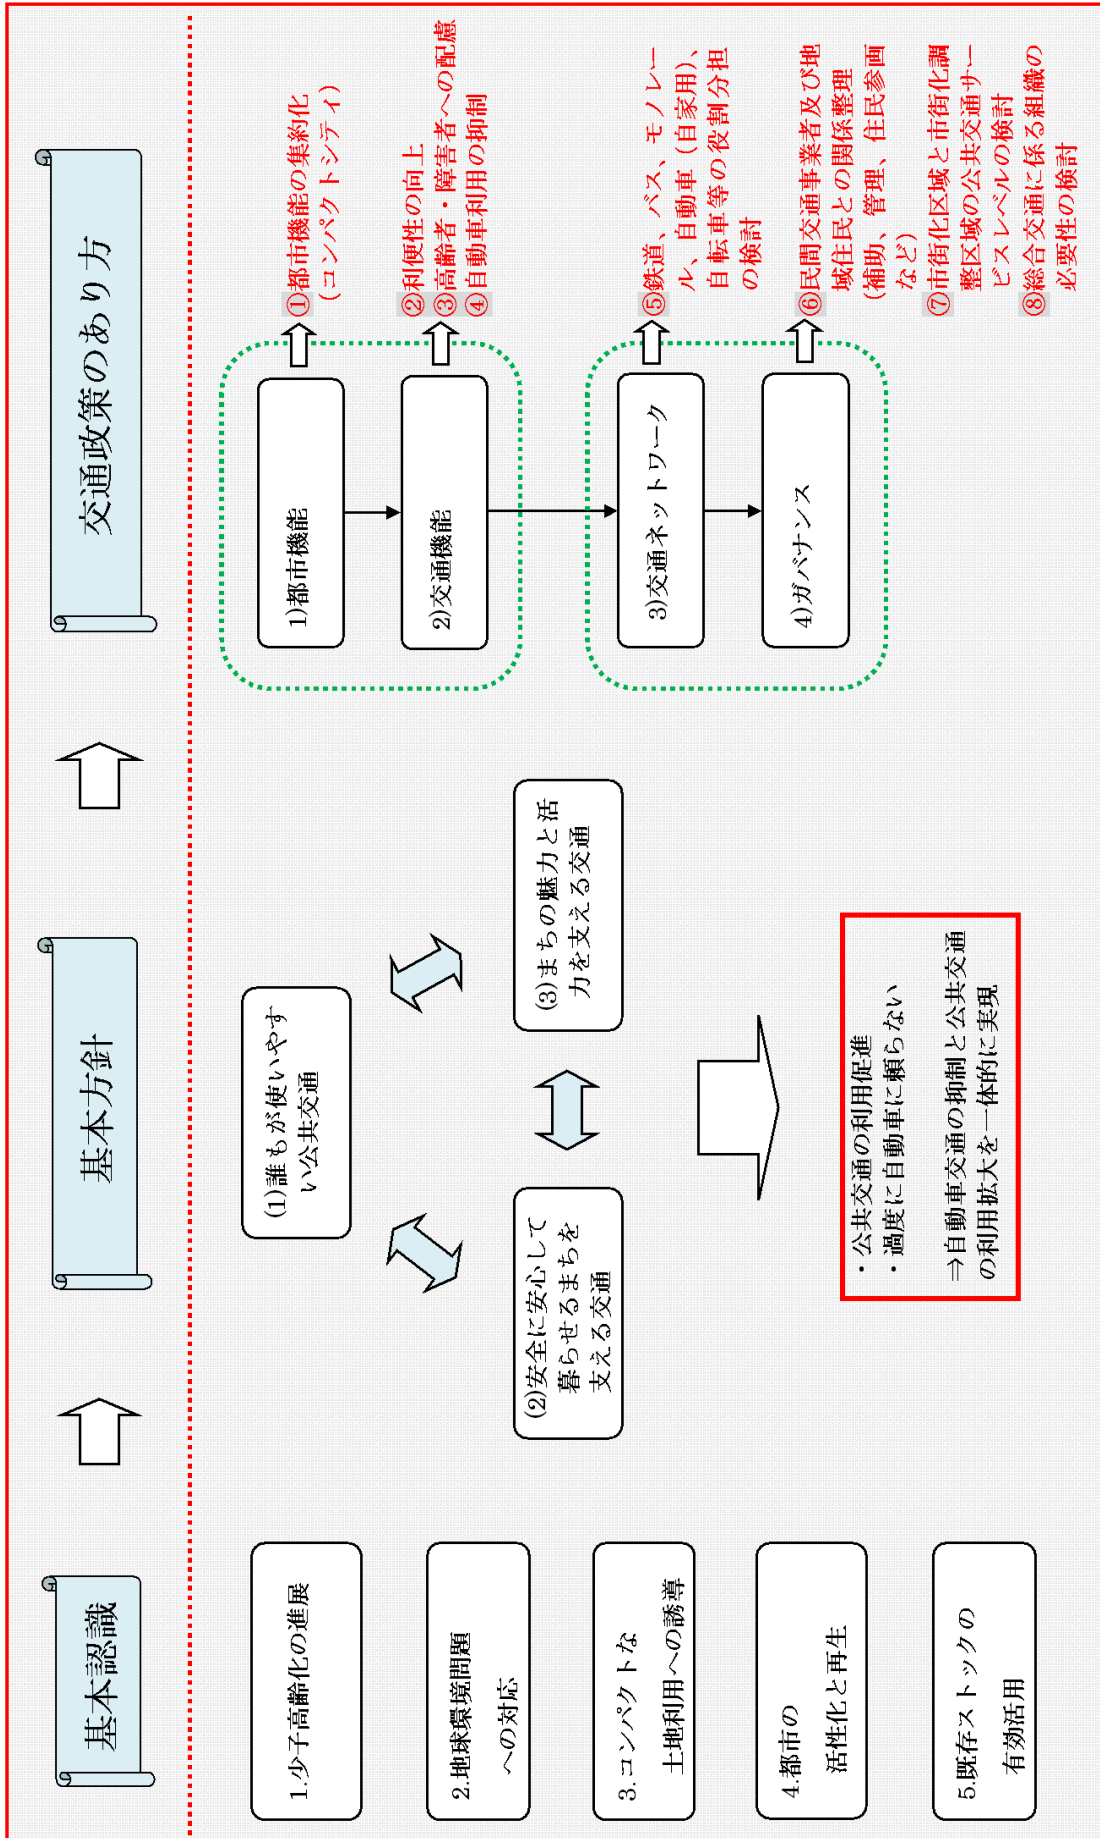 基本認識
基本方針
交通政策のあり方
1.少子高齢化の進展
2.地球環境問題
への対応
3.コンパクトな
土地利用への誘導
4.都市の
活性化と再生
5.既存ストックの
有効活用
(1)誰もが使いやす
い公共交通
(2)安全に安心して
暮らせるまちを
支える交通
(3)まちの魅力と活
力を支える交通
・公共交通の利用促進
・過度に自動車に頼らない
⇒自動車交通の抑制と公共交通
の利用拡大を一体的に実現
1)都市機能
2)交通機能
3)交通ネットワーク
4)ガバナンス
①都市機能の集約化
(コンパクトシティ)
②利便性の向上
③高齢者・障害者への配慮
④自動車利用の抑制
⑤鉄道、バス、モノレー
ル、自動車（自家用)、
自転車等の役割分担
の検討
⑥民間交通事業者及び地
域住民との関係整理
(補助、管理、住民参画
など)
⑦市街化区域と市街化調
整区域の公共交通サー
ビスレベルの検討
⑧総合交通に係る組織の
必要性の検討